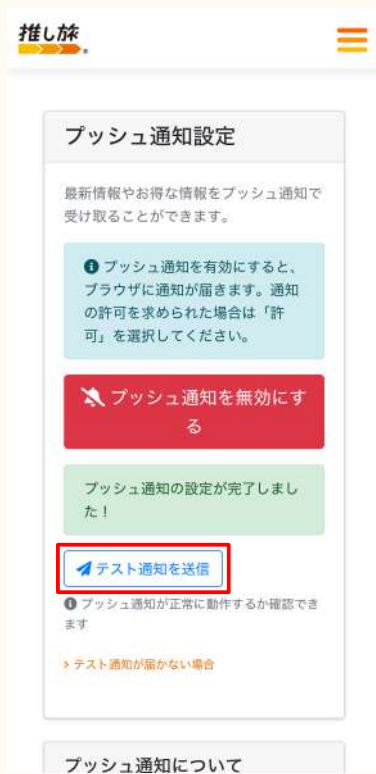 推し旅®
プッシュ通知設定
最新情報やお得な情報をプッシュ通知で
受け取ることができます。
プッシュ通知を有効にすると、
ブラウザに通知が届きます。通知
の許可を求められた場合は「許
可」を選択してください。
プッシュ通知を無効にす
る
プッシュ通知の設定が完了しまし
た！
テスト通知を送信
プッシュ通知が正常に動作するか確認でき
ます
› テスト通知が届かない場合
プッシュ通知について